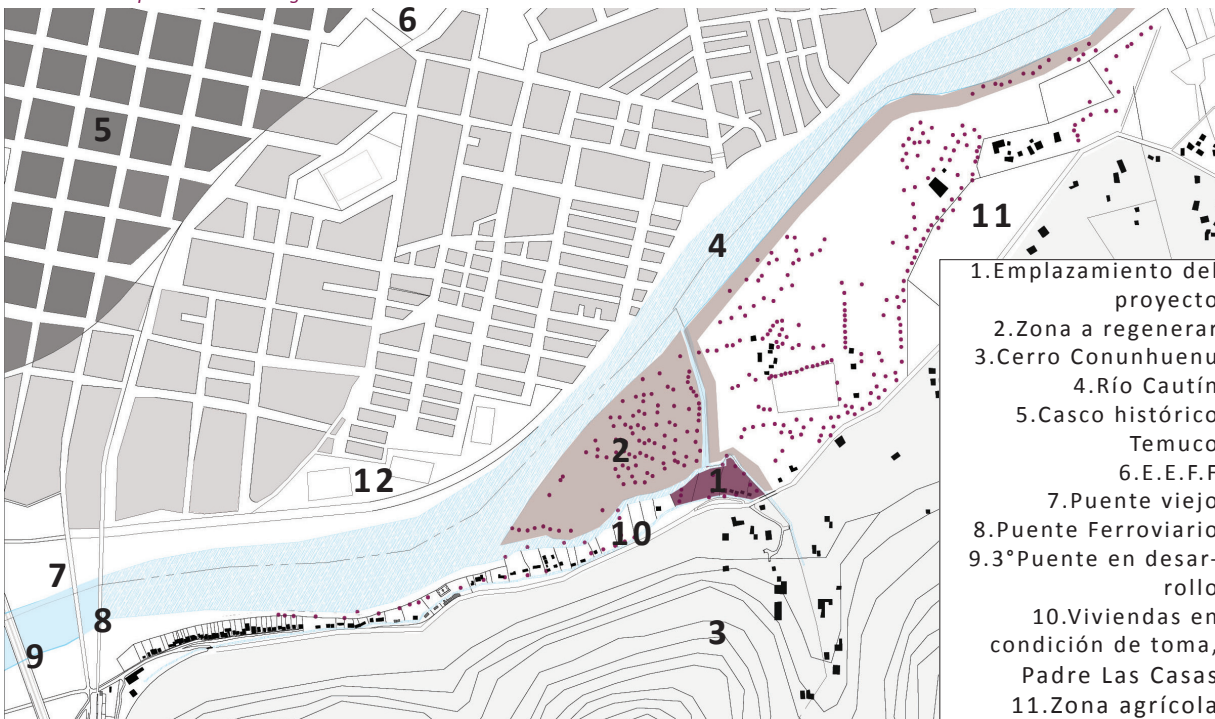 6
5
4
11
2
1
12
10
7
8
3
9
1.Emplazamiento del
proyecto
2.Zona a regenerar
3.Cerro Conunhuenu
4.Río Cautín
5.Casco histórico
Temuco
6.E.E.F.F
7.Puente viejo
8.Puente Ferroviario
9.3°Puente en desar-
rollo
10.Viviendas en
condición de toma,
Padre Las Casas
11.Zona agrícola